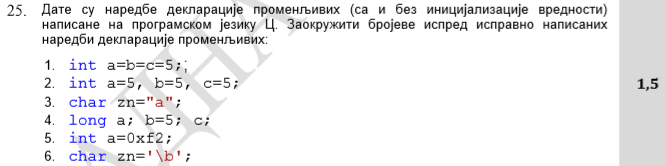 25. Дате су наредбе декларације променљивих (са и без иницијализације вредности)
написане на програмском језику Ц. Заокружити бројеве испред исправно написаних
наредби декларације променљивих:
1. int a=b=c=5;;
2. int a=5, b=5, c=5;
1,5
3. char zn="a";
4. long a; b=5; c;
5. int a=0xf2;
6. char zn='\b';